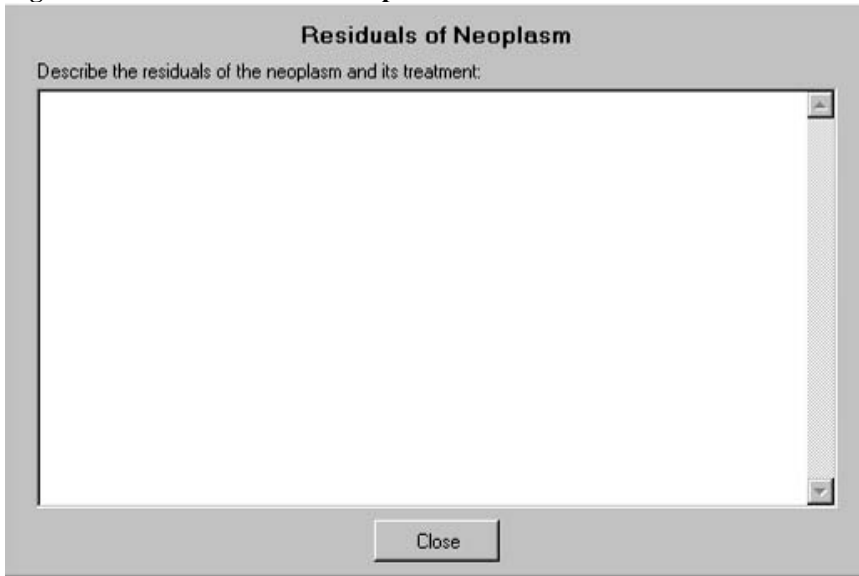 Residuals of Neoplasm
Describe the residuals of the neoplasm and its treatment:
Close